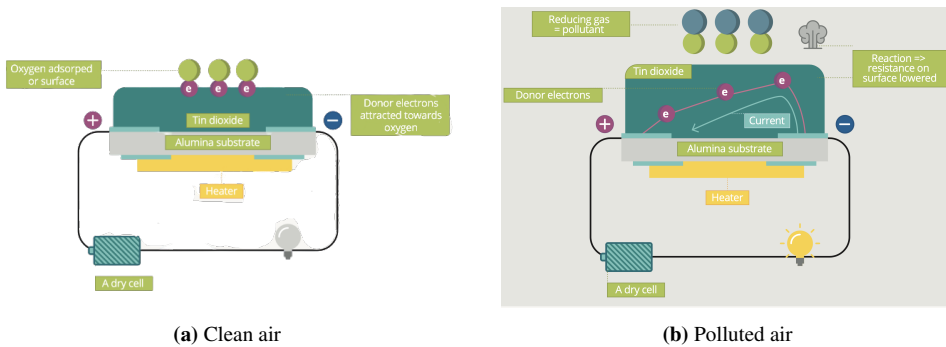 Oxygen adsorped
or surface
e e e
Donor electrons
attracted towards
oxygen
Tin dioxide
+
−
Alumina substrate
Heater
A dry cell
(a) Clean air
Reducing gas
= pollutant
Reaction =>
resistance on
surface lowered
Tin dioxide
Donor electrons
e e e
Current
+
−
Alumina substrate
Heater
A dry cell
(b) Polluted air